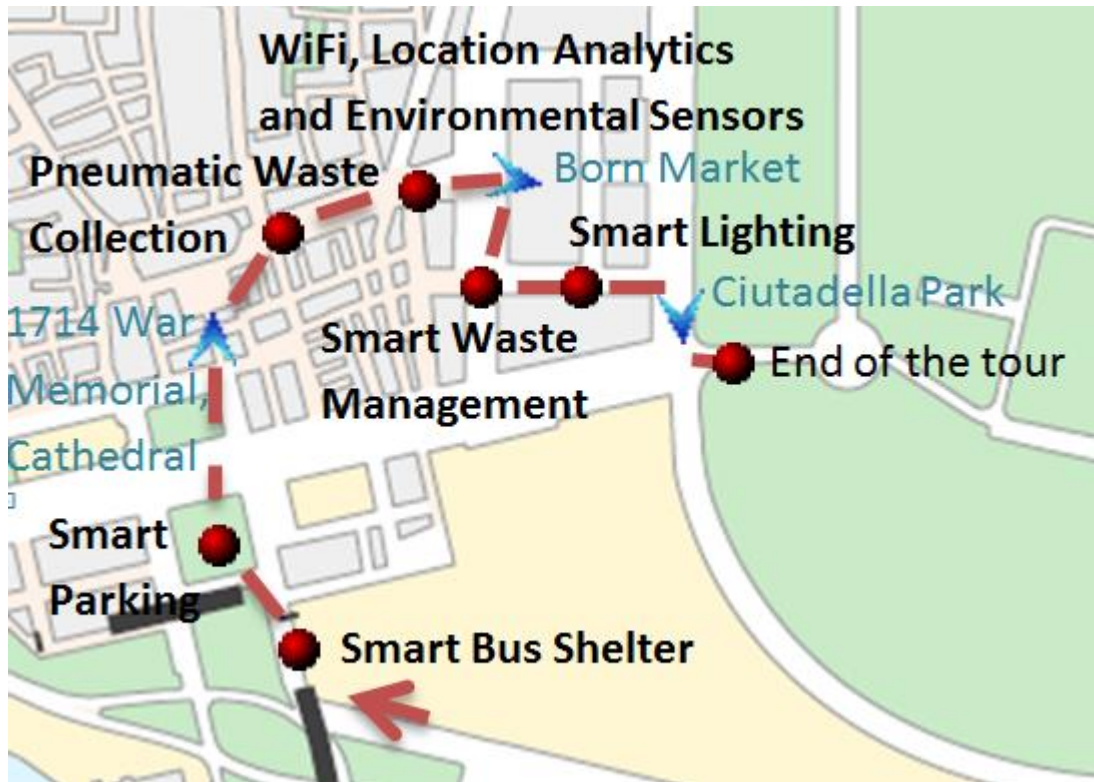 WiFi, Location Analytics
and Environmental Sensors
Pneumatic Waste
Collection
Born Market
Smart Lighting
Ciutadella Park
1714 War
Memorial,
Cathedral
Smart Waste
Management
End of the tour
Smart
Parking
Smart Bus Shelter